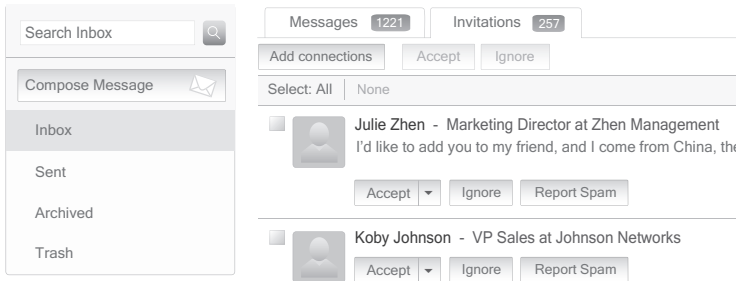 Search Inbox
Compose Message
Inbox
Sent
Archived
Trash
Messages 1221 Invitations 257
Add connections Accept Ignore
Select: All None
Julie Zhen - Marketing Director at Zhen Management
I'd like to add you to my friend, and I come from China, the
Accept Ignore Report Spam
Koby Johnson - VP Sales at Johnson Networks
Accept Ignore Report Spam